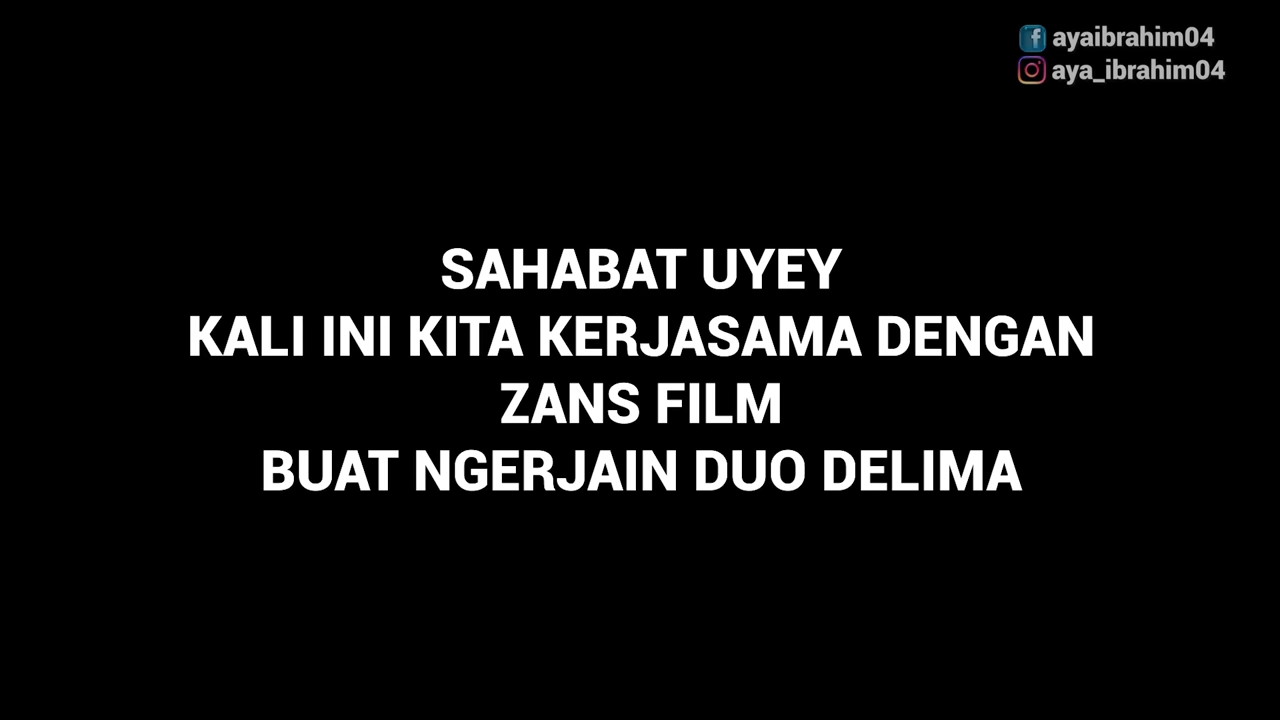 ayaibrahim04
aya_ibrahim04
SAHABAT UYEY
KALI INI KITA KERJASAMA DENGAN
ZANS FILM
BUAT NGERJAIN DUO DELIMA